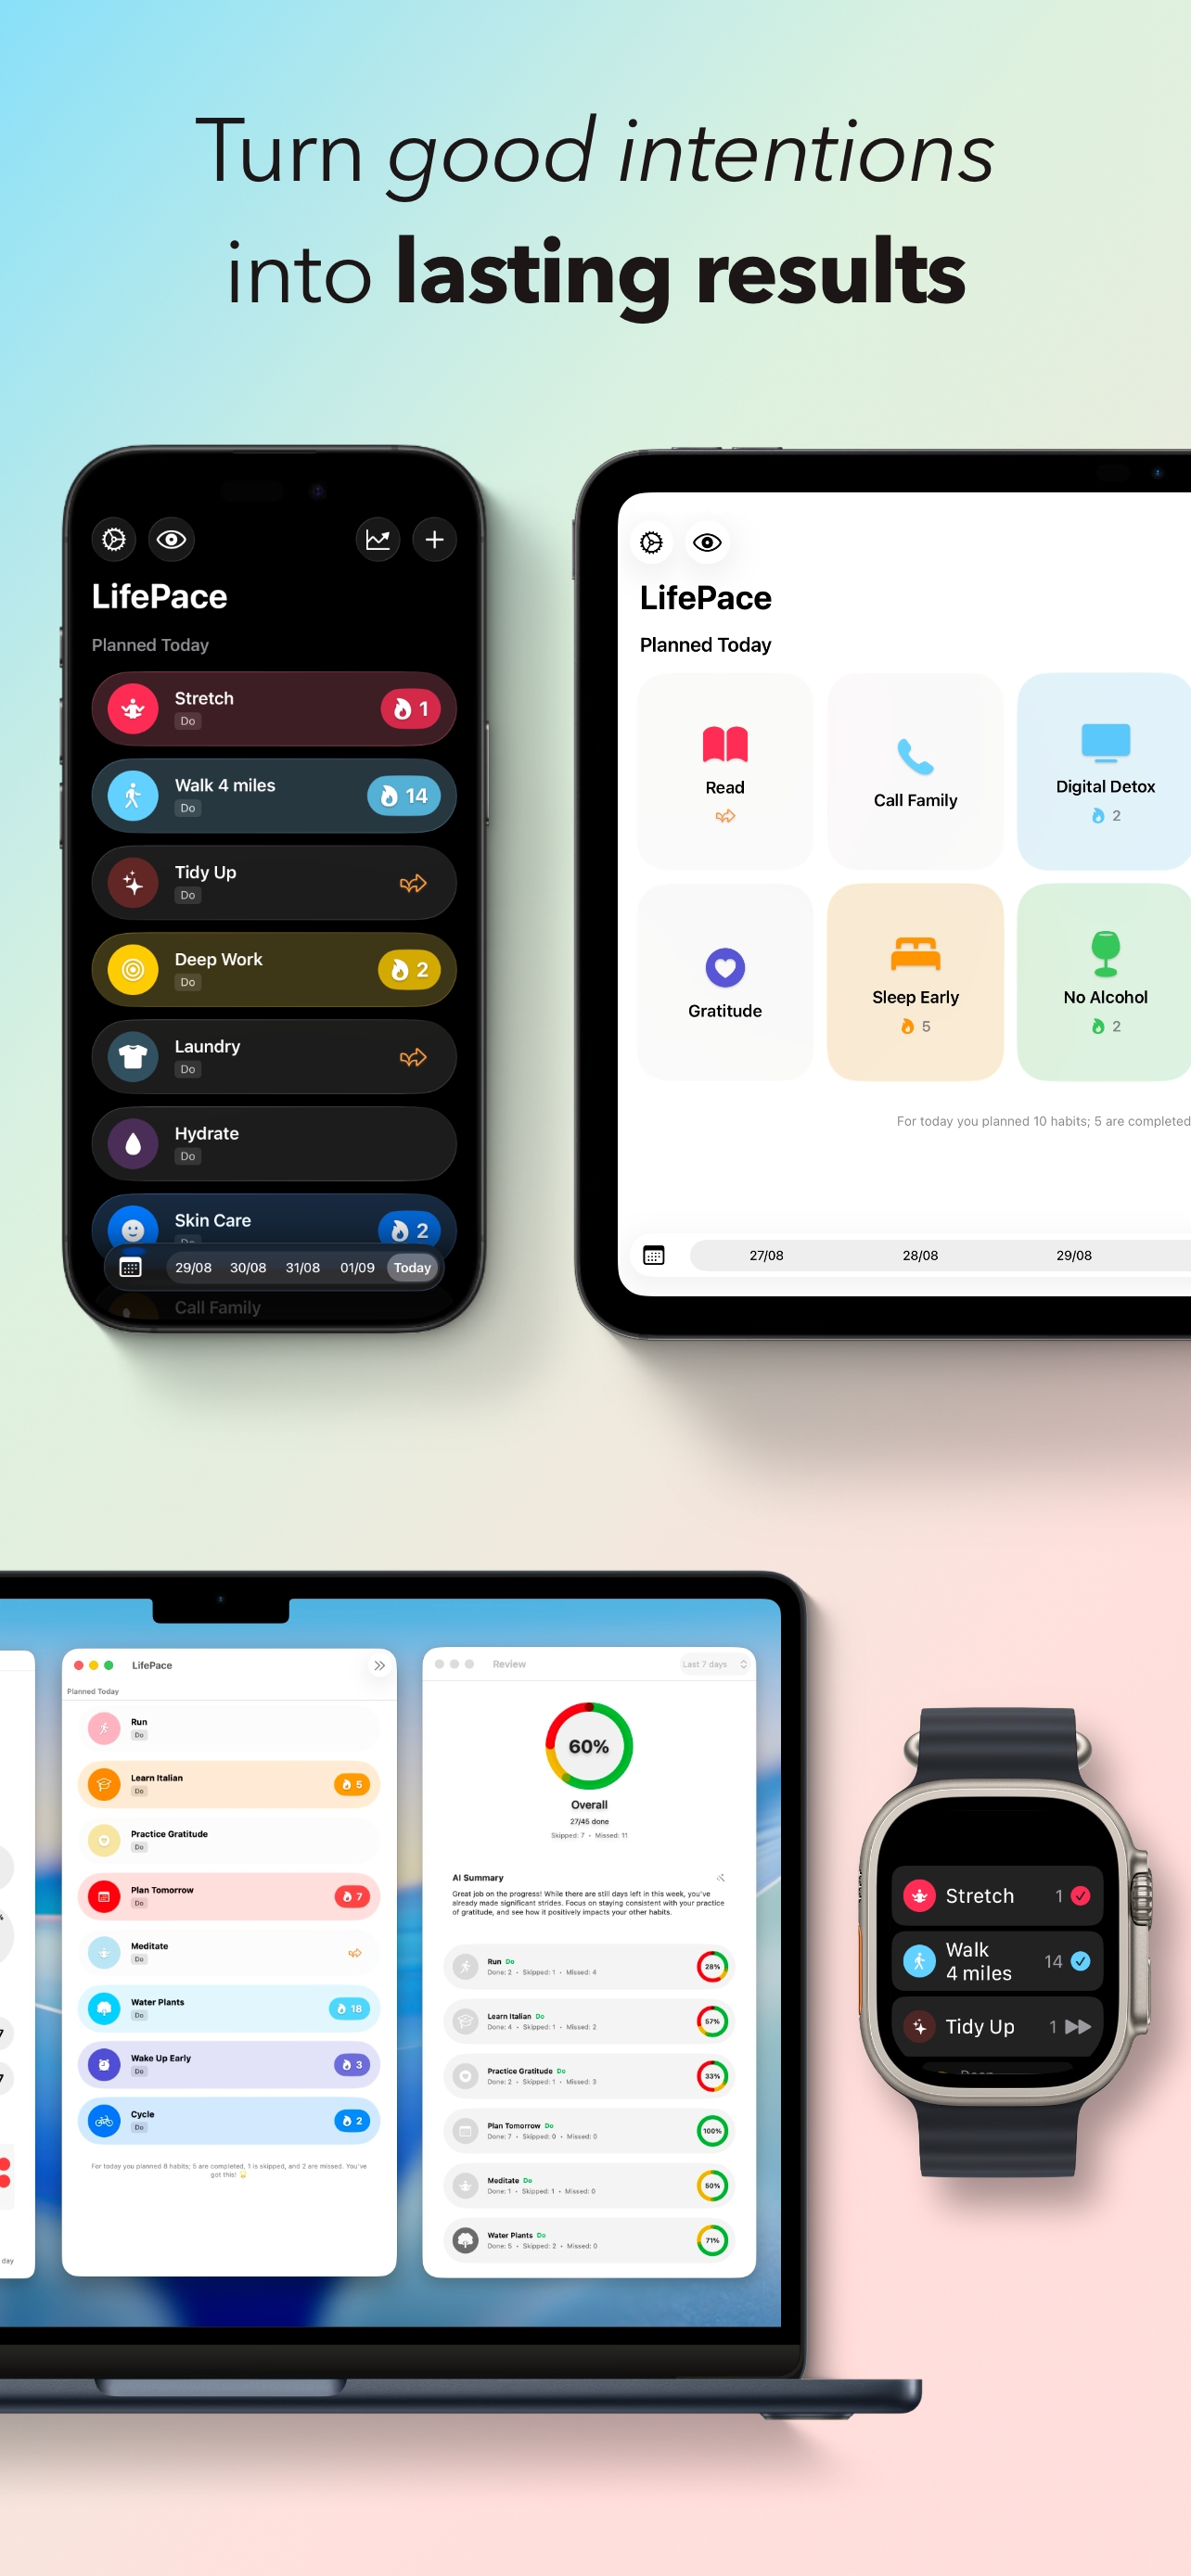 Turn good intentions
into lasting results
LifePace
Planned Today
Stretch
Do
1
Walk 4 miles
Do
14
Tidy Up
Do
Deep Work
Do
2
Laundry
Do
Hydrate
Do
Skin Care
2
29/08 30/08 31/08 01/09 Today
Call Family
LifePace
Planned Today
Read
Call Family
Digital Detox
2
Gratitude
Sleep Early
5
No Alcohol
2
For today you planned 10 habits; 5 are completed
27/08 28/08 29/08
day
LifePace
Planned Today
Run
Do
Learn Italian
Do
5
Practice Gratitude
Do
Plan Tomorrow
Do
7
Meditate
Do
Water Plants
Do
18
Wake Up Early
Do
3
Cycle
Do
2
For today you planned 8 habits; 5 are completed, 1 is skipped, and 2 are missed. You've
got this!
Review
Last 7 days
60%
Overall
27/45 done
Skipped: 7 • Missed: 11
AI Summary
Great job on the progress! While there are still days left in this week, you've
already made significant strides. Focus on staying consistent with your practice
of gratitude, and see how it positively impacts your other habits.
Run Do
Done: 2 • Skipped: 1 • Missed: 4
28%
Learn Italian Do
Done: 4 • Skipped: 1 • Missed: 2
57%
Practice Gratitude Do
Done: 2 • Skipped: 1 • Missed: 3
33%
Plan Tomorrow Do
Done: 7 • Skipped: 0 • Missed: 0
100%
Meditate Do
Done: 1 • Skipped: 1 • Missed: 0
50%
Water Plants Do
Done: 5 • Skipped: 2 • Missed: 0
71%
Stretch
1
Walk
4 miles
14
Tidy Up
1